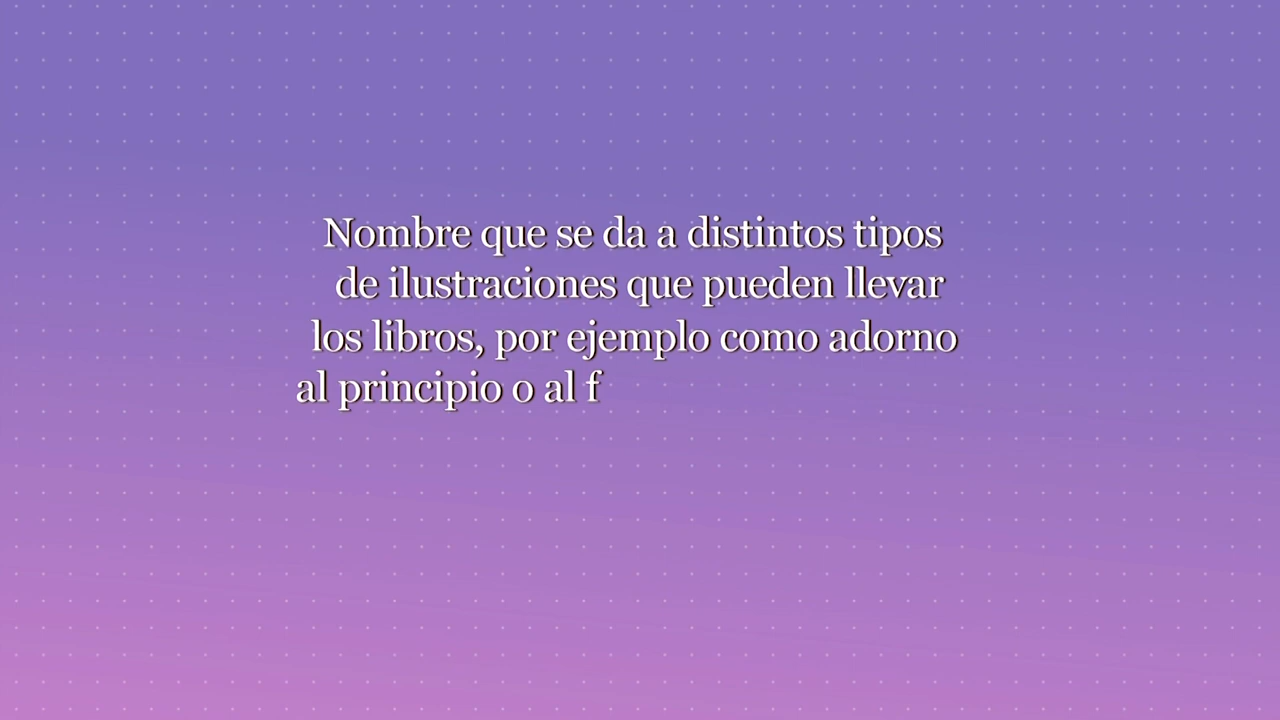 Nombre que se da a distintos tipos
de ilustraciones que pueden llevar
los libros, por ejemplo como adorno
al principio o al f